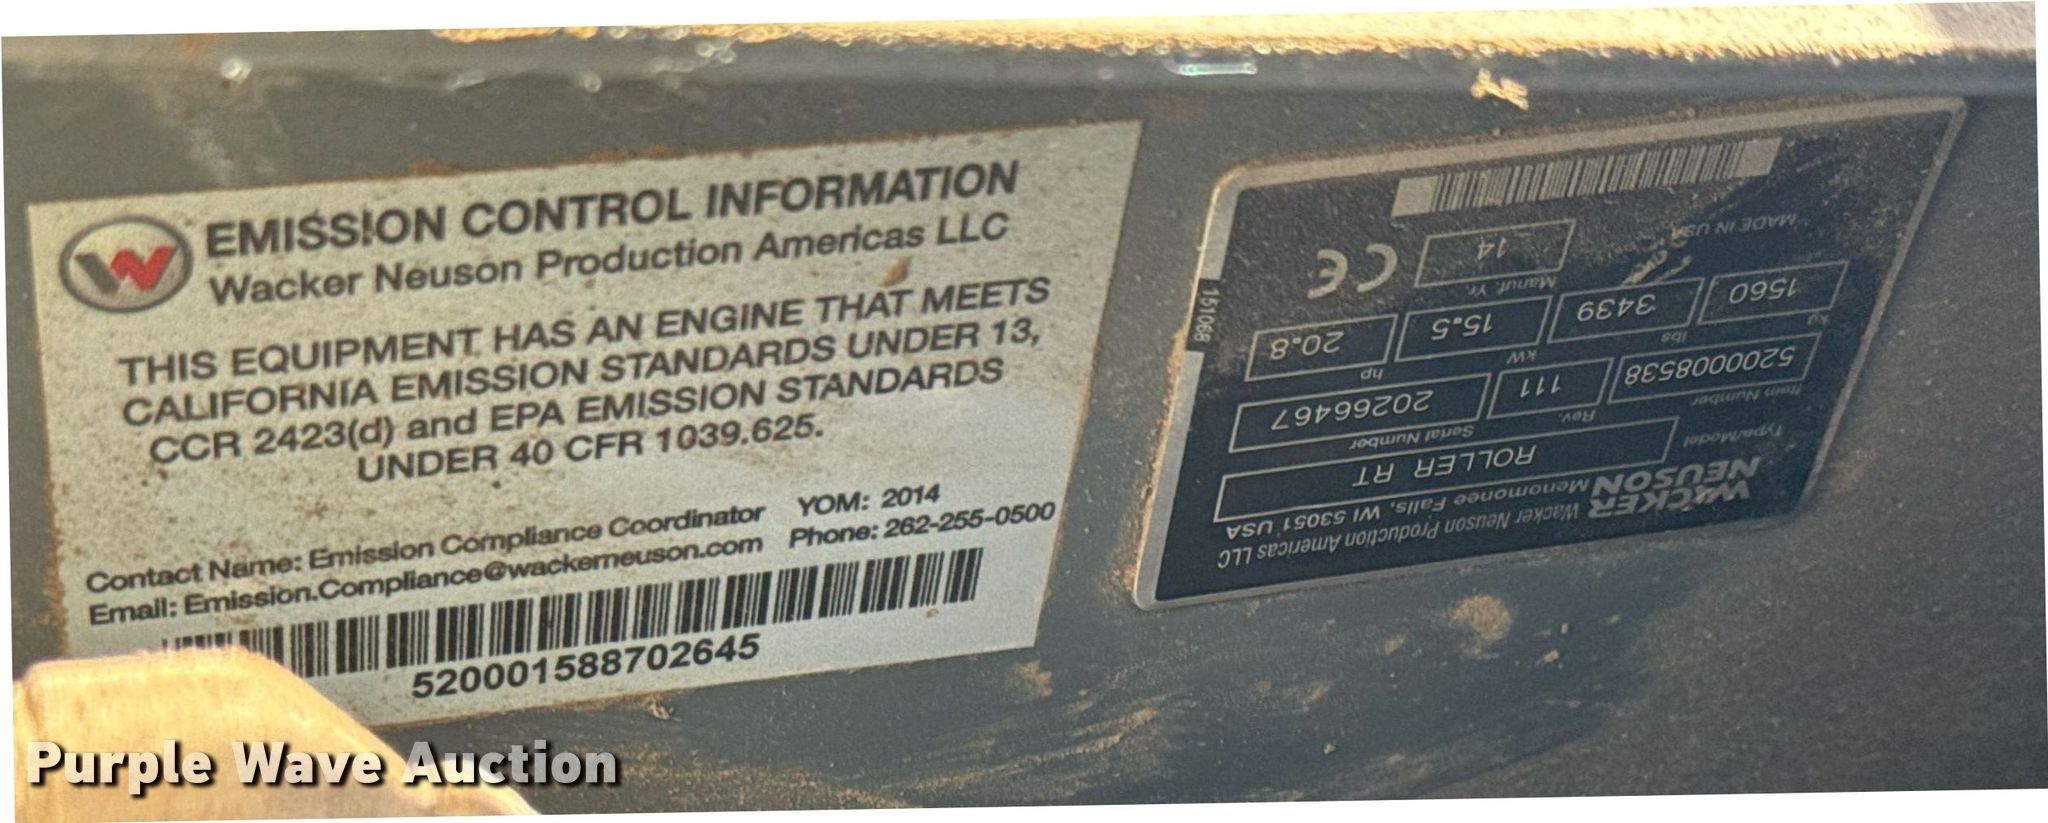 EMISSION CONTROL INFORMATION
Wacker Neuson Production Americas LLC
THIS EQUIPMENT HAS AN ENGINE THAT MEETS
CALIFORNIA EMISSION STANDARDS UNDER 13,
CCR 2423(d) and EPA EMISSION STANDARDS
UNDER 40 CFR 1039.625.
Contact Name: Emission Compliance Coordinator YOM: 2014
Email: Emission.Compliance@wackerneuson.com Phone: 262-255-0500
520001588702645
WACKER
NEUSON
Wacker Neuson Production Americas LLC
Menomonee Falls, WI 53051 USA
Type/Model
ROLLER RT
Item Number Rev. Serial Number
520008538 111 20266467
kg lbs kW hp
1560 3439 15.5 20.8
Manuf. Yr.
14
CE
MADE IN USA
151068
Purple Wave Auction